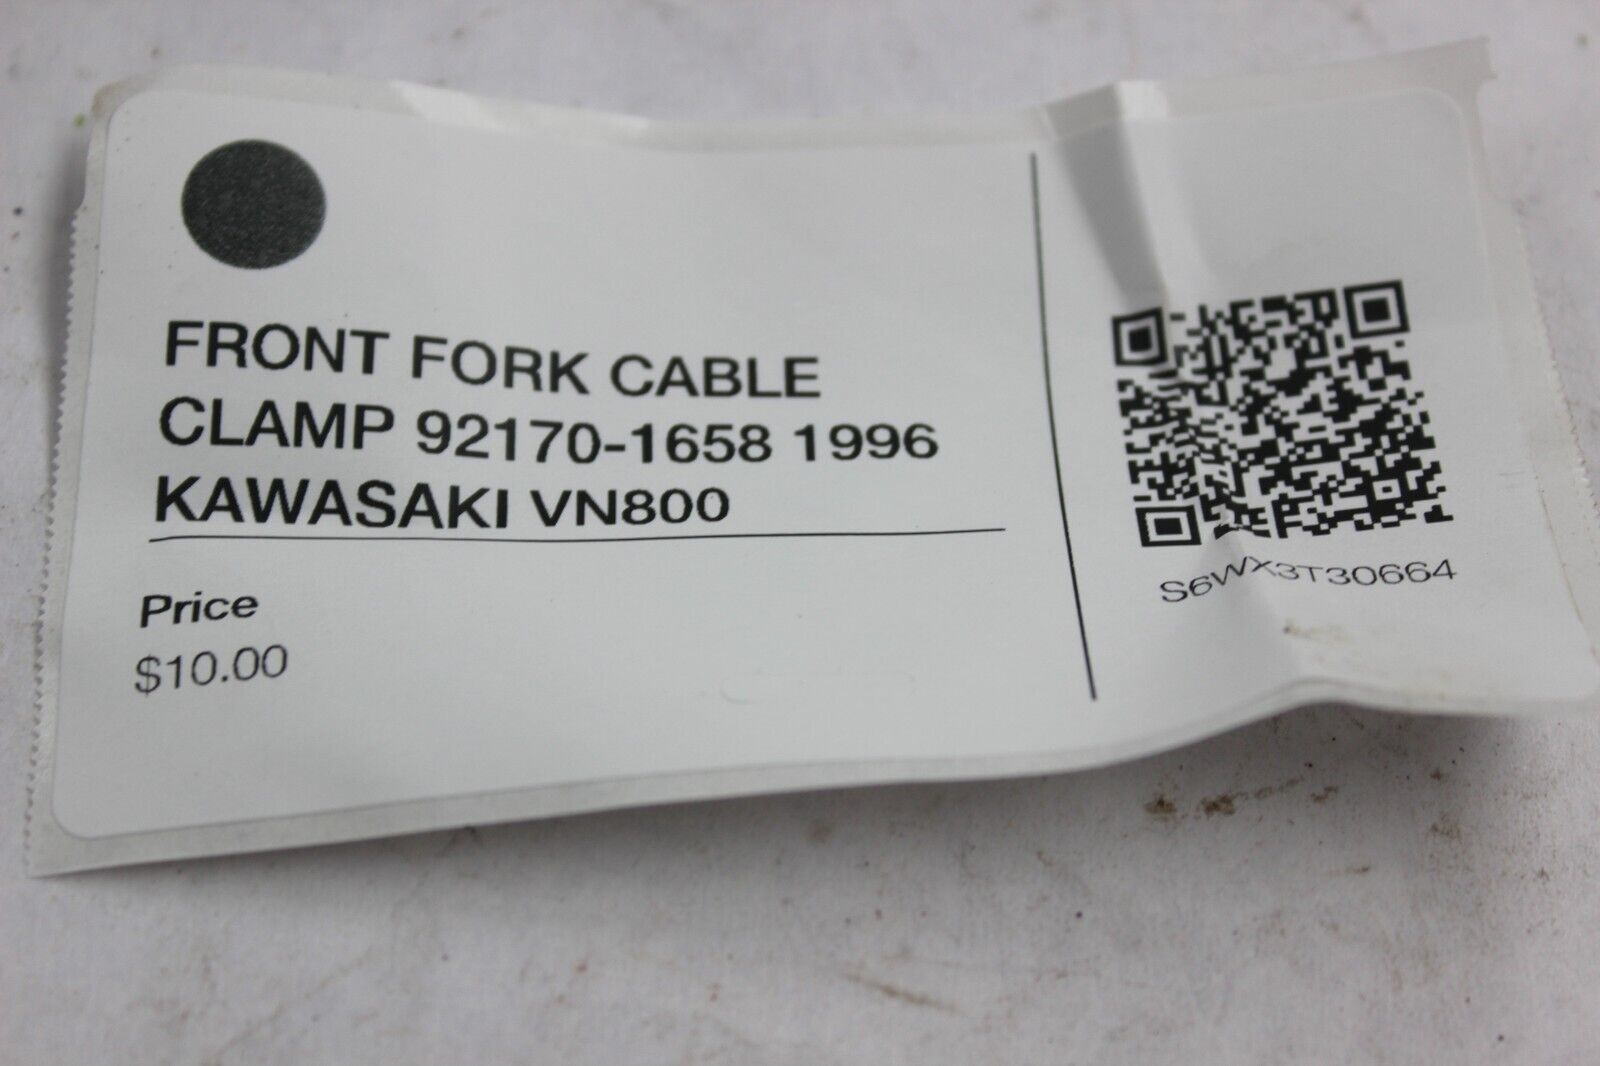 FRONT FORK CABLE
CLAMP 92170-1658 1996
KAWASAKI VN800
Price
$10.00
S6WX3T30664